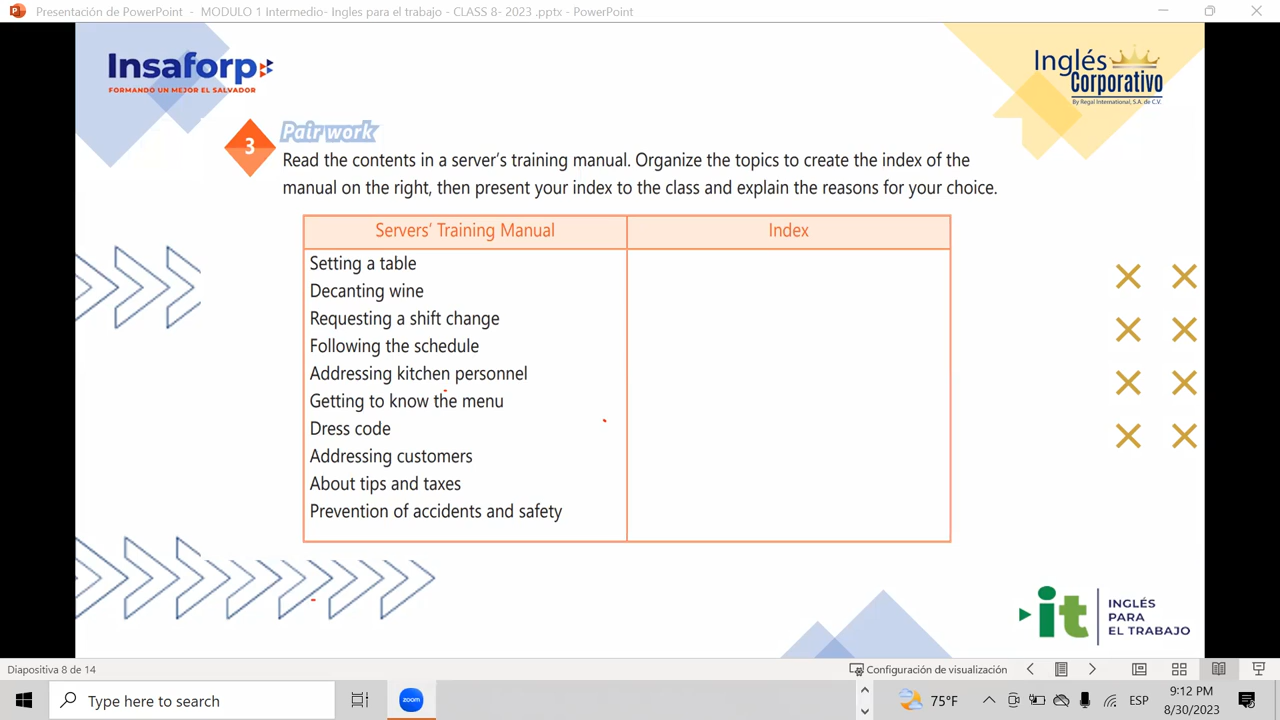 Presentación de PowerPoint - MODULO 1 Intermedio- Ingles para el trabajo - CLASS 8- 2023 .pptx - PowerPoint
Insaforp
FORMANDO UN MEJOR EL SALVADOR
Inglés
Corporativo
By Regal International, S.A. de C.V.
3
Pair work
Read the contents in a server's training manual. Organize the topics to create the index of the
manual on the right, then present your index to the class and explain the reasons for your choice.
Servers' Training Manual
Index
Setting a table
Decanting wine
Requesting a shift change
Following the schedule
Addressing kitchen personnel
Getting to know the menu
Dress code
Addressing customers
About tips and taxes
Prevention of accidents and safety
it
INGLÉS
PARA
EL TRABAJO
Diapositiva 8 de 14
Configuración de visualización
Type here to search
zoom
75°F
ESP
9:12 PM
8/30/2023